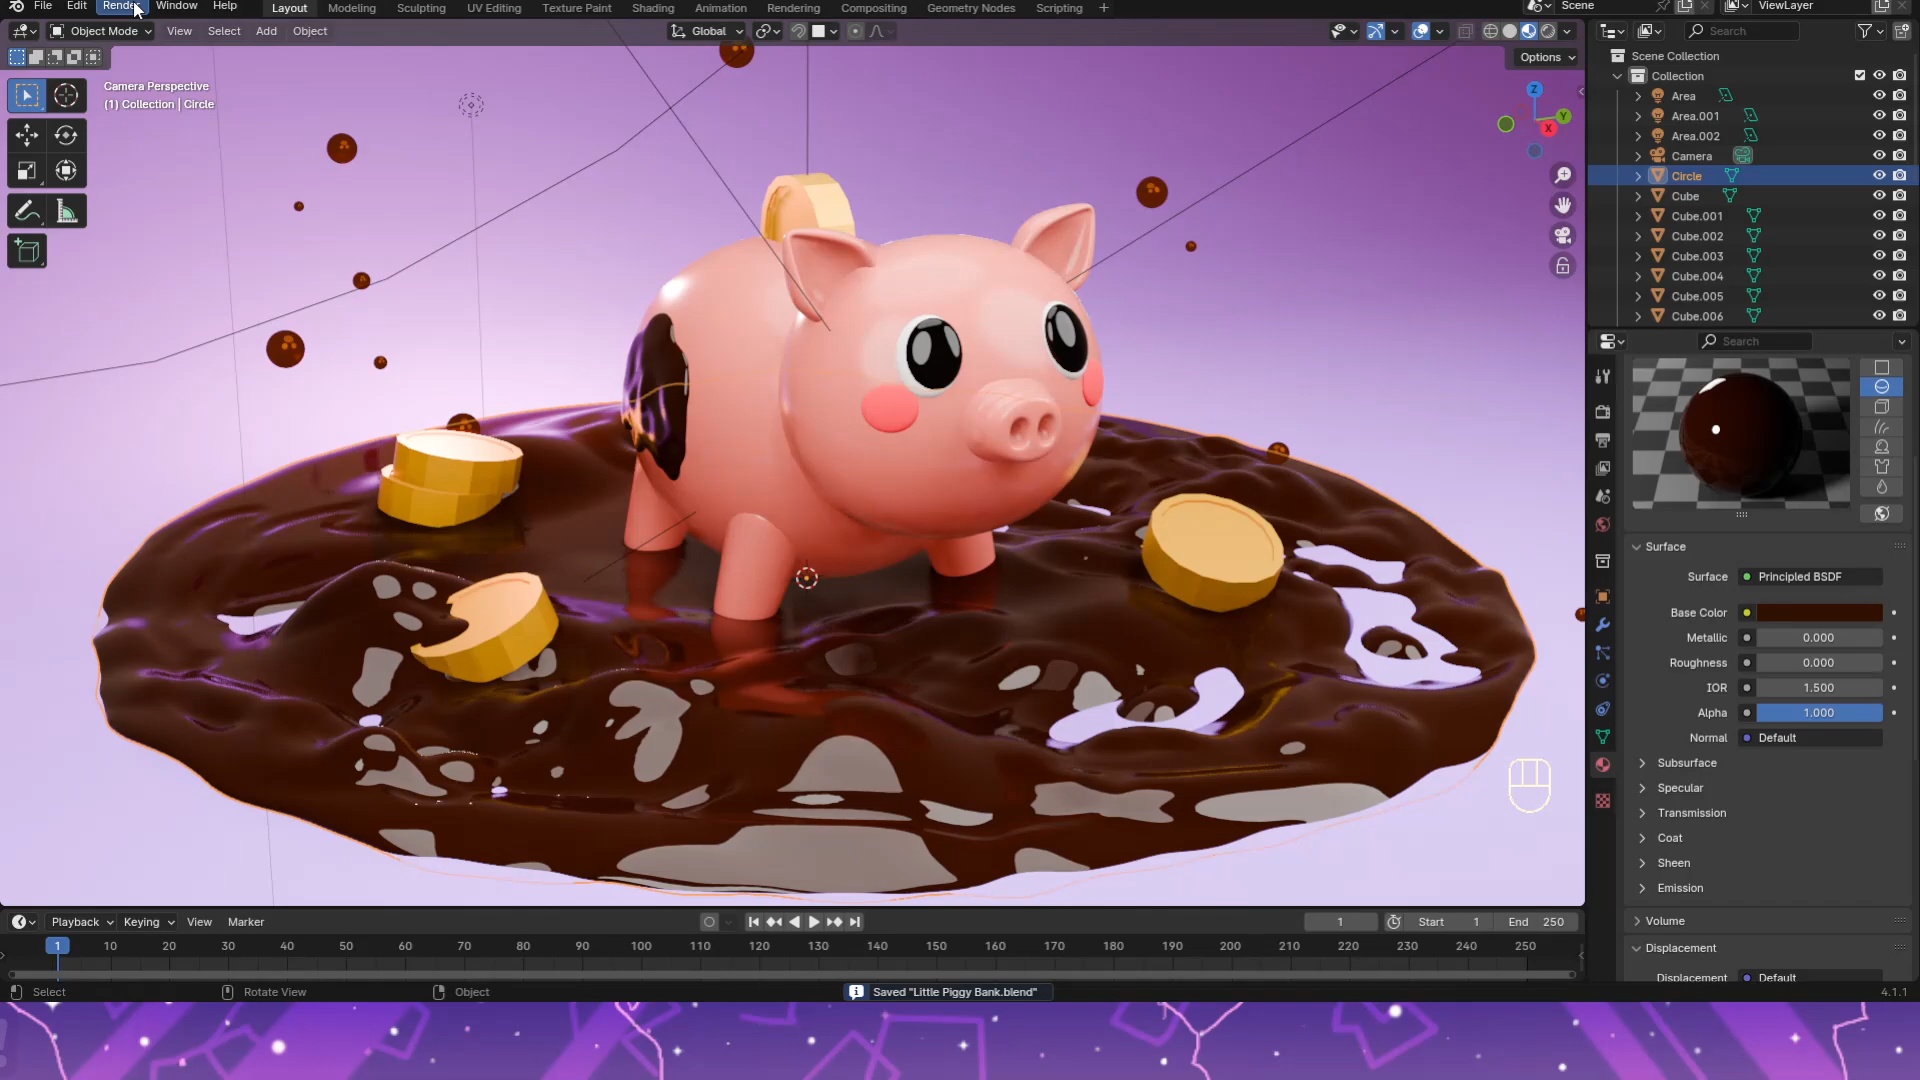 File Edit Render Window Help Layout Modeling Sculpting UV Editing Texture Paint Shading Animation Rendering Compositing Geometry Nodes Scripting + Scene ViewLayer
Object Mode View Select Add Object Global Search
Options
Camera Perspective
(1) Collection | Circle
Z
Y
X
Scene Collection
Collection
Area
Area.001
Area.002
Camera
Circle
Cube
Cube.001
Cube.002
Cube.003
Cube.004
Cube.005
Cube.006
Search
Surface
Surface Principled BSDF
Base Color
Metallic 0.000
Roughness 0.000
IOR 1.500
Alpha 1.000
Normal Default
Subsurface
Specular
Transmission
Coat
Sheen
Emission
Volume
Displacement
Displacement Default
Playback Keying View Marker 1 Start 1 End 250
1 10 20 30 40 50 60 70 80 90 100 110 120 130 140 150 160 170 180 190 200 210 220 230 240 250
Select Rotate View Object Saved "Little Piggy Bank.blend" 4.1.1